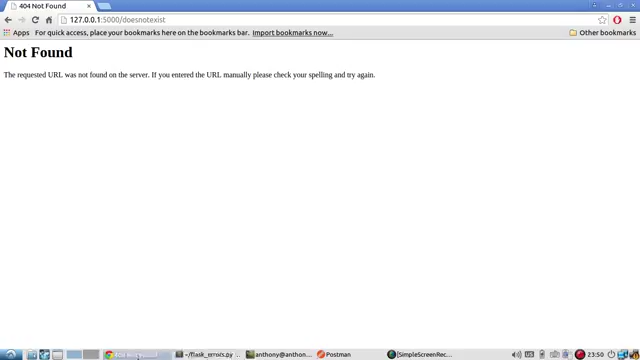 404 Not Found
127.0.0.1:5000/doesnotexist
Apps For quick access, place your bookmarks here on the bookmarks bar. Import bookmarks now... Other bookmarks
Not Found
The requested URL was not found on the server. If you entered the URL manually please check your spelling and try again.
404 Not Found ~/flask_errors.py anthony@anthon... Postman [SimpleScreenRec... 23:50